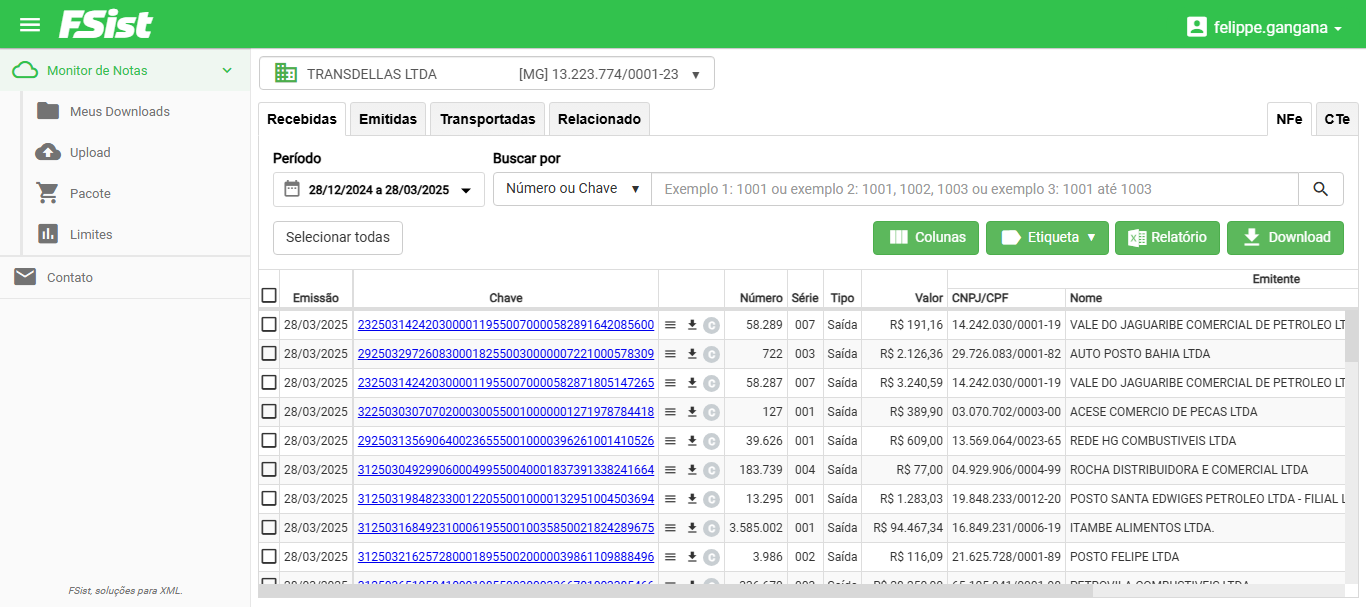 FSist
felippe.gangana
Monitor de Notas
Meus Downloads
Upload
Pacote
Limites
Contato
FSist, soluções para XML.
TRANSDELLAS LTDA [MG] 13.223.774/0001-23
Recebidas Emitidas Transportadas Relacionado NFe CTe
Período Buscar por
28/12/2024 a 28/03/2025 Número ou Chave Exemplo 1: 1001 ou exemplo 2: 1001, 1002, 1003 ou exemplo 3: 1001 até 1003
Selecionar todas Colunas Etiqueta Relatório Download
Emitente
Emissão Chave Número Série Tipo Valor CNPJ/CPF Nome
28/03/2025 23250314242030000119550070000582891642085600 C 58.289 007 Saída R$ 191,16 14.242.030/0001-19 VALE DO JAGUARIBE COMERCIAL DE PETROLEO LT
28/03/2025 29250329726083000182550030000007221000578309 C 722 003 Saída R$ 2.126,36 29.726.083/0001-82 AUTO POSTO BAHIA LTDA
28/03/2025 23250314242030000119550070000582871805147265 C 58.287 007 Saída R$ 3.240,59 14.242.030/0001-19 VALE DO JAGUARIBE COMERCIAL DE PETROLEO LT
28/03/2025 32250303070702000300550010000001271978784418 C 127 001 Saída R$ 389,90 03.070.702/0003-00 ACESE COMERCIO DE PECAS LTDA
28/03/2025 29250313569064002365550010000396261001410526 C 39.626 001 Saída R$ 609,00 13.569.064/0023-65 REDE HG COMBUSTIVEIS LTDA
28/03/2025 31250304929906000499550040001837391338241664 C 183.739 004 Saída R$ 77,00 04.929.906/0004-99 ROCHA DISTRIBUIDORA E COMERCIAL LTDA
28/03/2025 31250319848233001220550010000132951004503694 C 13.295 001 Saída R$ 1.283,03 19.848.233/0012-20 POSTO SANTA EDWIGES PETROLEO LTDA - FILIAL L
28/03/2025 31250316849231000619550010035850021824289675 C 3.585.002 001 Saída R$ 94.467,34 16.849.231/0006-19 ITAMBE ALIMENTOS LTDA.
28/03/2025 31250321625728000189550020000039861109888496 C 3.986 002 Saída R$ 116,09 21.625.728/0001-89 POSTO FELIPE LTDA
28/03/2025 Saída PETROVILA COMBUSTIVEIS LTDA